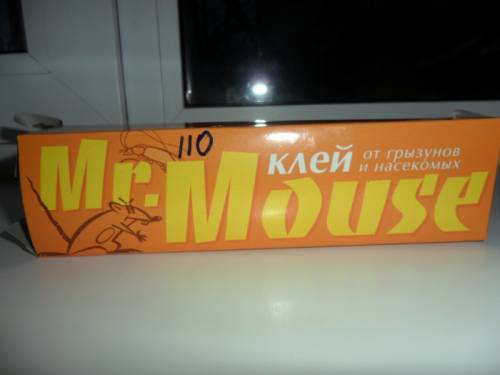 110
Mr. Mouse
клей
от грызунов
и насекомых